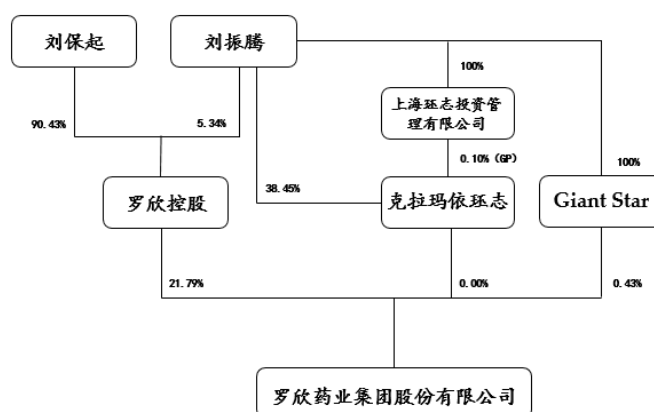 刘保起
刘振腾
100%
上海珏志投资管
理有限公司
90.43%
5.34%
0.10%（GP）
100%
38.45%
罗欣控股
克拉玛依珏志
Giant Star
21.79%
0.00%
0.43%
罗欣药业集团股份有限公司